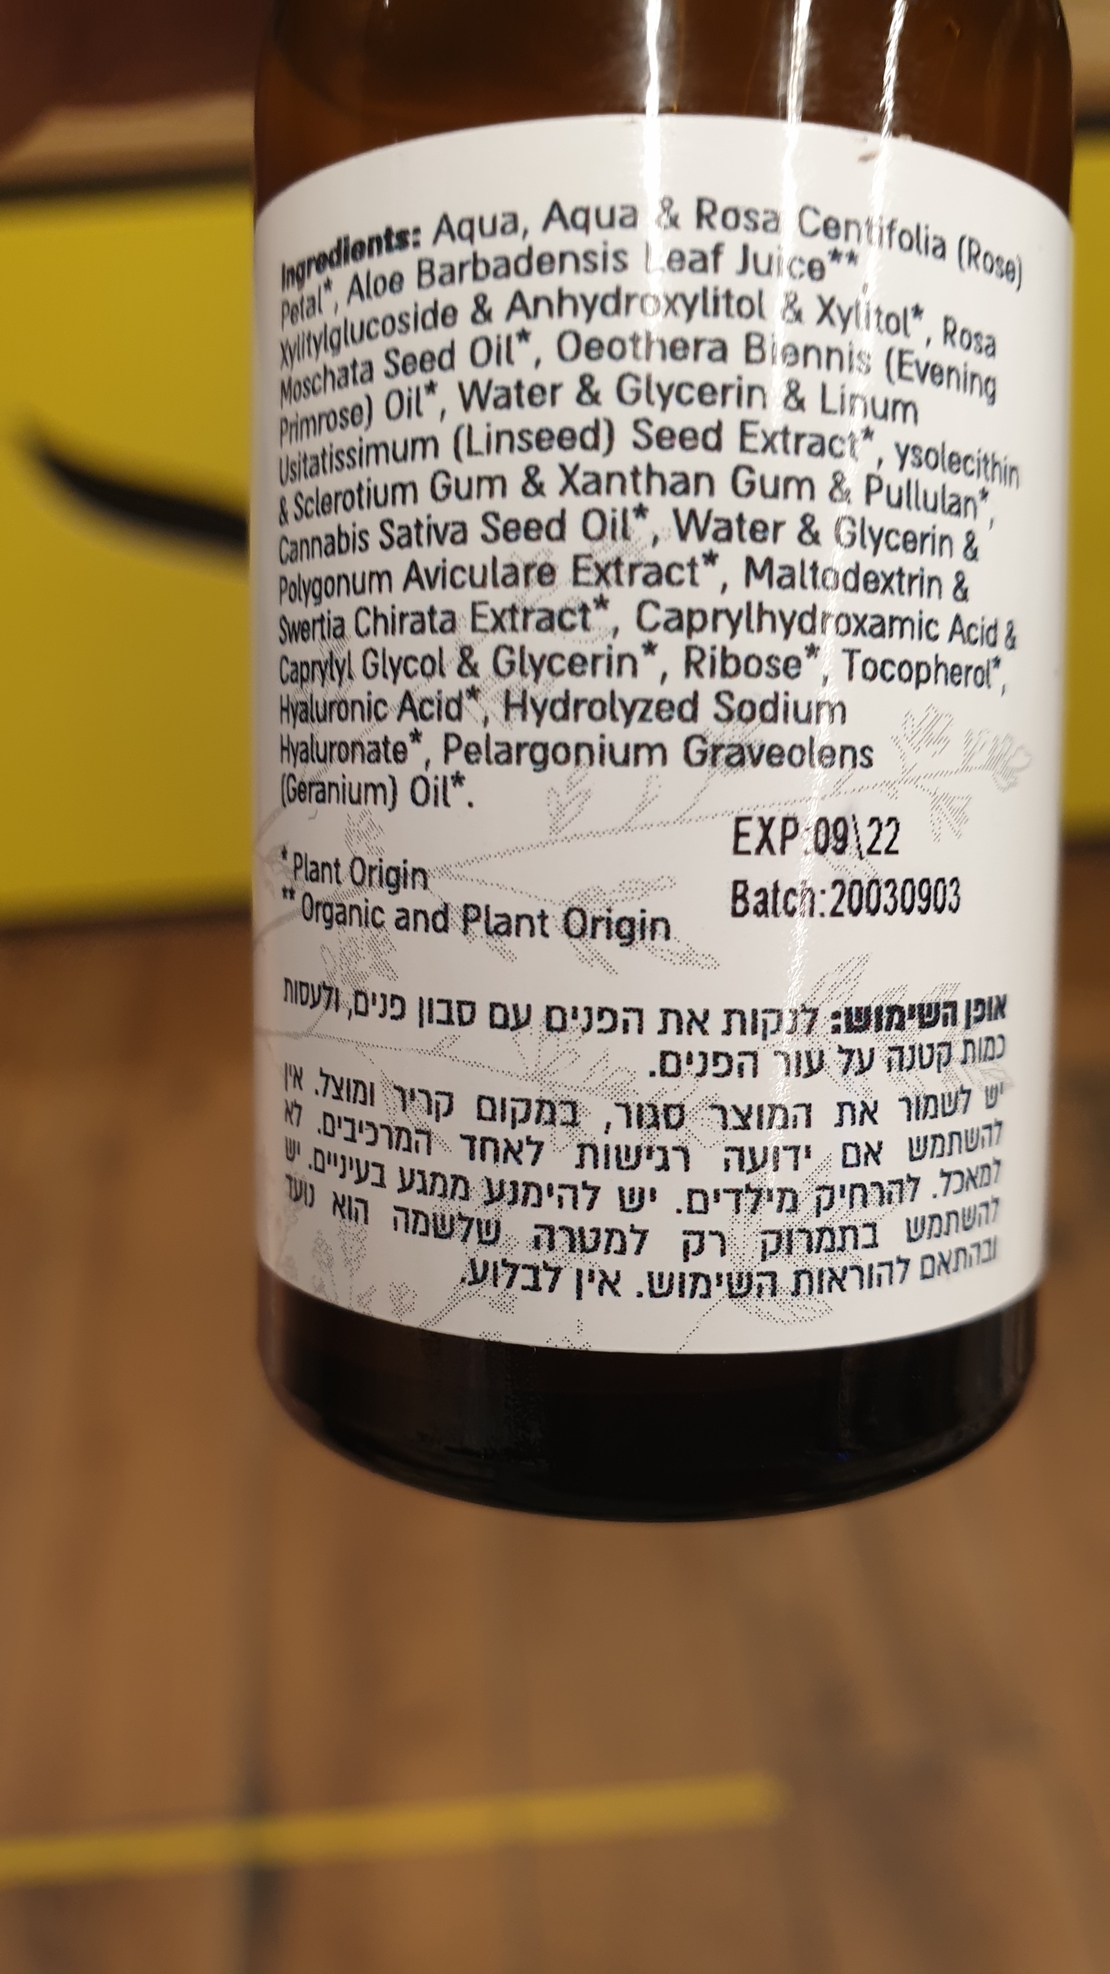 Ingredients: Aqua, Aqua & Rosa Centifolia (Rose)
Petal*, Aloe Barbadensis Leaf Juice**,
Xylitylglucoside & Anhydroxylitol & Xylitol*, Rosa
Moschata Seed Oil*, Oeothera Biennis (Evening
Primrose) Oil*, Water & Glycerin & Linum
Usitatissimum (Linseed) Seed Extract*, ysolecithin
& Sclerotium Gum & Xanthan Gum & Pullulan*,
Cannabis Sativa Seed Oil*, Water & Glycerin &
Polygonum Aviculare Extract*, Maltodextrin &
Swertia Chirata Extract*, Caprylhydroxamic Acid &
Caprylyl Glycol & Glycerin*, Ribose*, Tocopherol*,
Hyaluronic Acid*, Hydrolyzed Sodium
Hyaluronate*, Pelargonium Graveolens
(Geranium) Oil*.
EXP:09\22
*Plant Origin
Batch:20030903
**Organic and Plant Origin
אופן השימוש: לנקות את הפנים עם סבון פנים, ולעסות
כמות קטנה על עור הפנים.
יש לשמור את המוצר סגור, במקום קריר ומוצל. אין
להשתמש אם ידועה רגישות לאחד המרכיבים. לא
למאכל. להרחיק מילדים. יש להימנע ממגע בעיניים. יש
להשתמש בתמרוק רק למטרה שלשמה הוא נועד
ובהתאם להוראות השימוש. אין לבלוע.